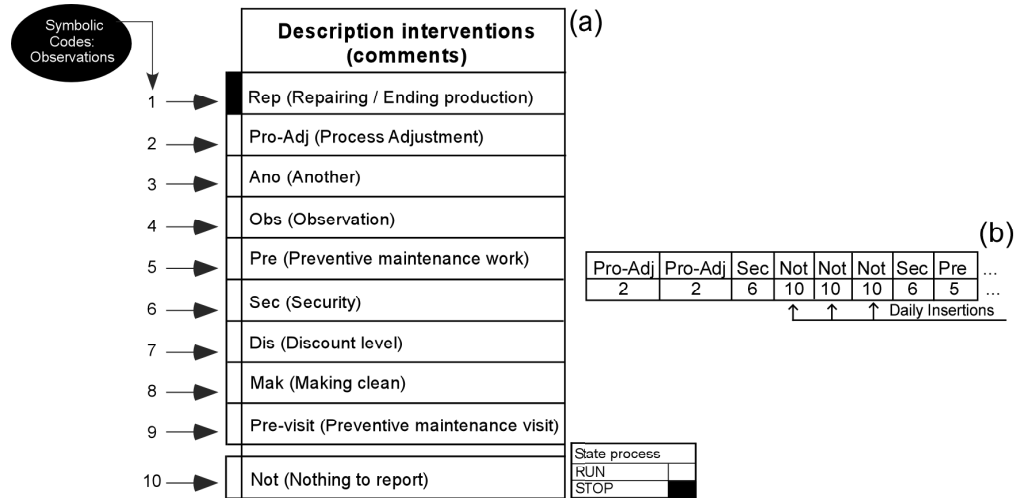 Symbolic
Codes:
Observations
Description interventions
(comments)
(a)
1
Rep (Repairing / Ending production)
2
Pro-Adj (Process Adjustment)
3
Ano (Another)
4
Obs (Observation)
5
Pre (Preventive maintenance work)
6
Sec (Security)
7
Dis (Discount level)
8
Mak (Making clean)
9
Pre-visit (Preventive maintenance visit)
10
Not (Nothing to report)
State process
RUN
STOP
(b)
Pro-Adj Pro-Adj Sec Not Not Not Sec Pre ...
2 2 6 10 10 10 6 5 ...
Daily Insertions